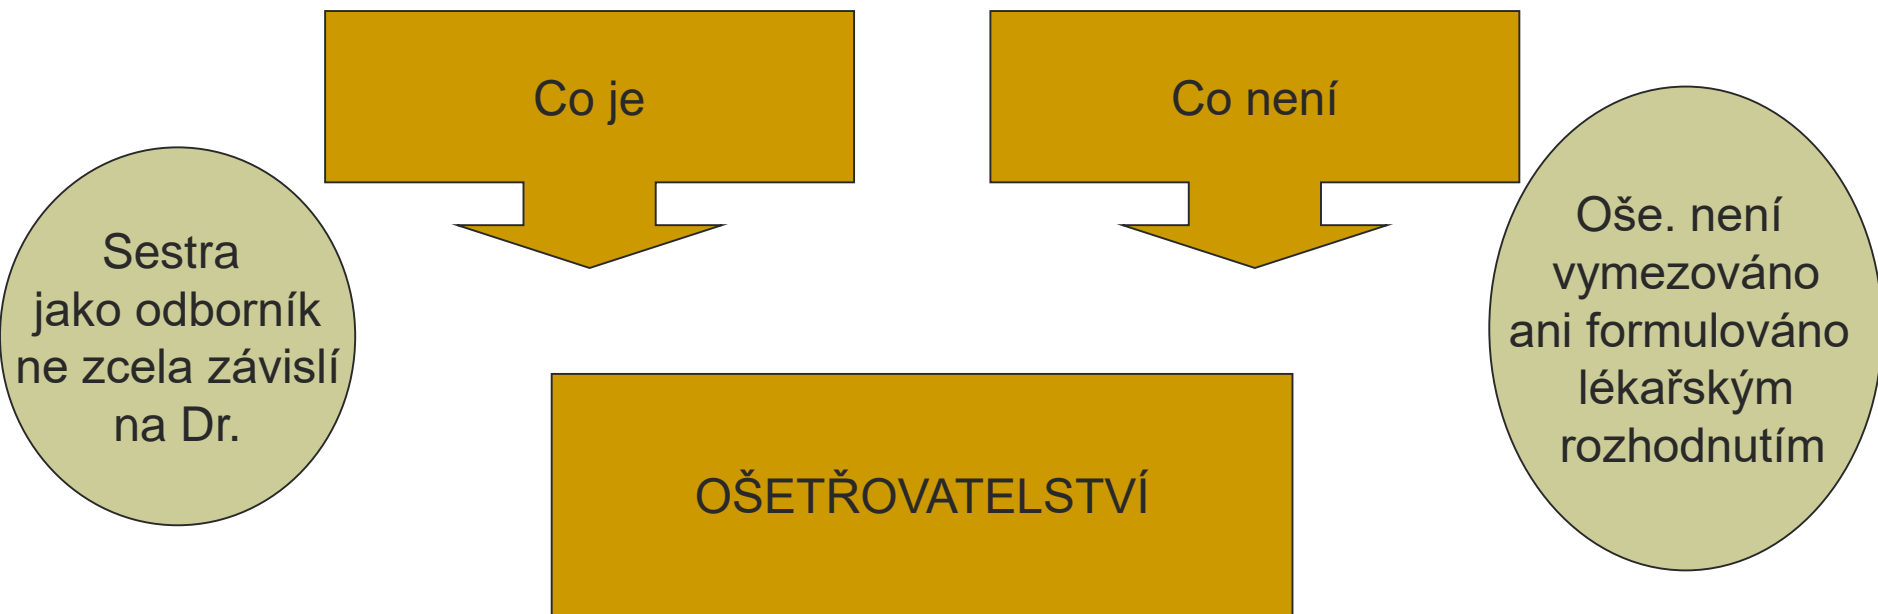 Co je
Co není
Sestra
jako odborník
ne zcela závislí
na Dr.
Oše. není
vymezováno
ani formulováno
lékařským
rozhodnutím
OŠETŘOVATELSTVÍ